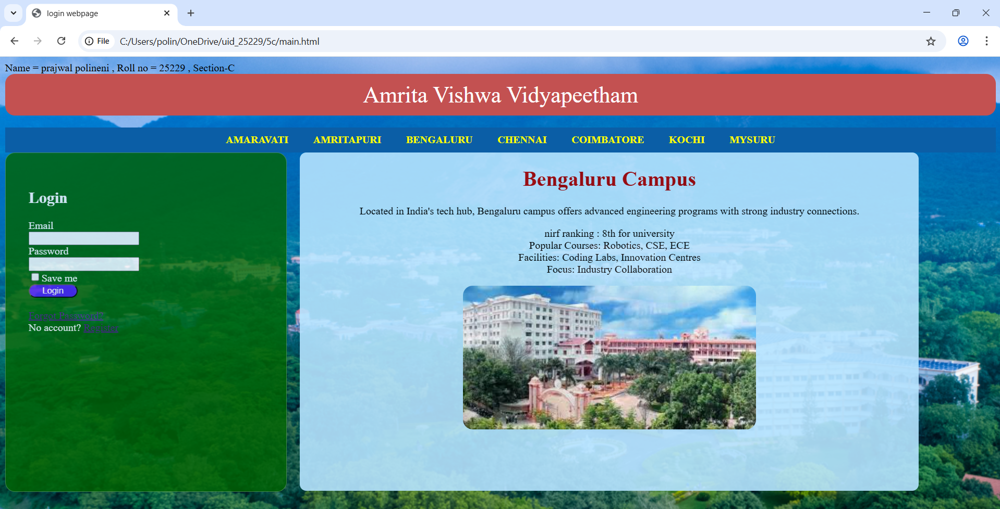 login webpage
File
C:/Users/polin/OneDrive/uid_25229/5c/main.html
Name = prajwal polineni , Roll no = 25229 , Section-C
Amrita Vishwa Vidyapeetham
AMARAVATI AMRITAPURI BENGALURU CHENNAI COIMBATORE KOCHI MYSURU
Login
Email
Password
Save me
Login
Forgot Password?
No account? Register
Bengaluru Campus
Located in India's tech hub, Bengaluru campus offers advanced engineering programs with strong industry connections.
nirf ranking : 8th for university
Popular Courses: Robotics, CSE, ECE
Facilities: Coding Labs, Innovation Centres
Focus: Industry Collaboration